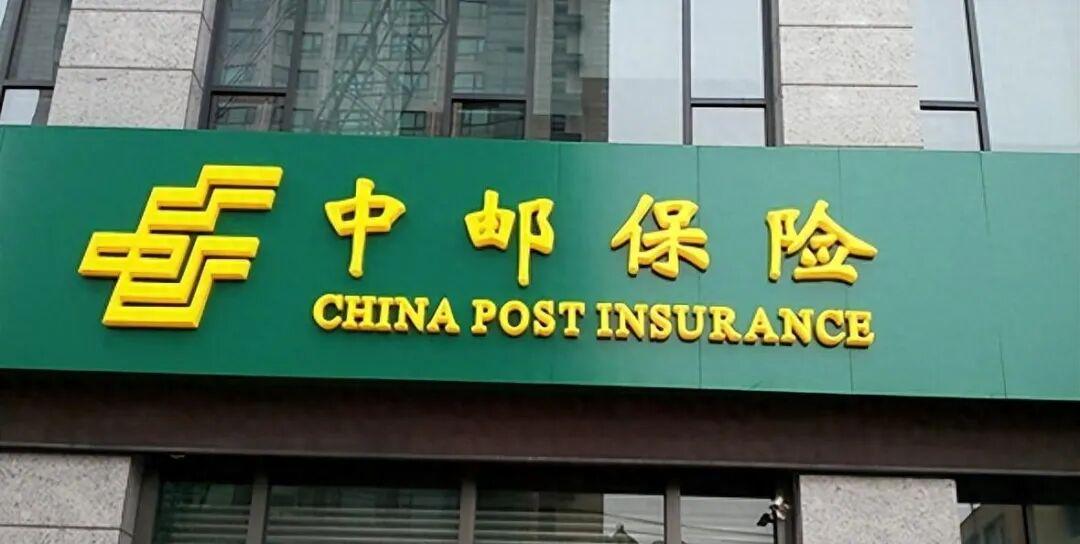 中邮保险
CHINA POST INSURANCE